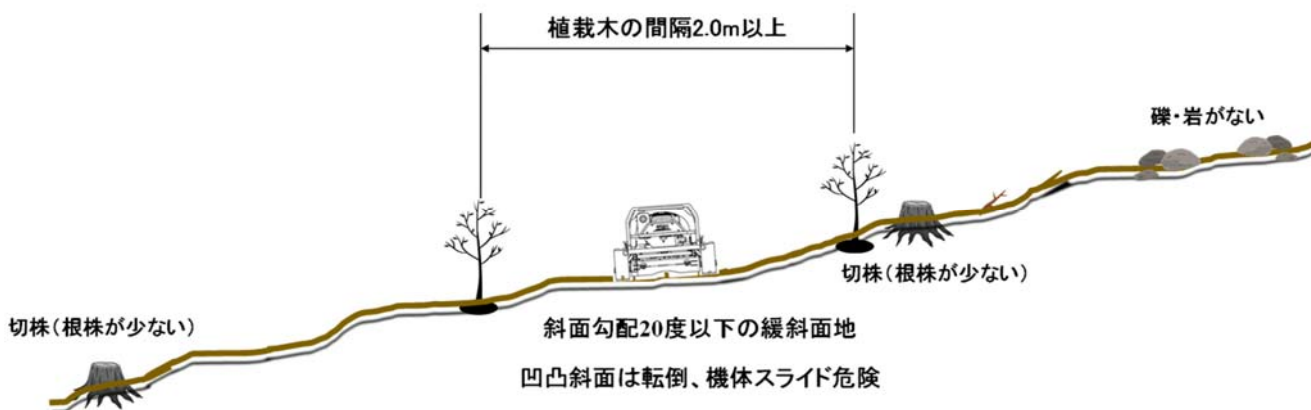 植栽木の間隔2.0m以上
礫・岩がない
切株(根株が少ない)
切株(根株が少ない)
斜面勾配20度以下の緩斜面地
凹凸斜面は転倒、機体スライド危険